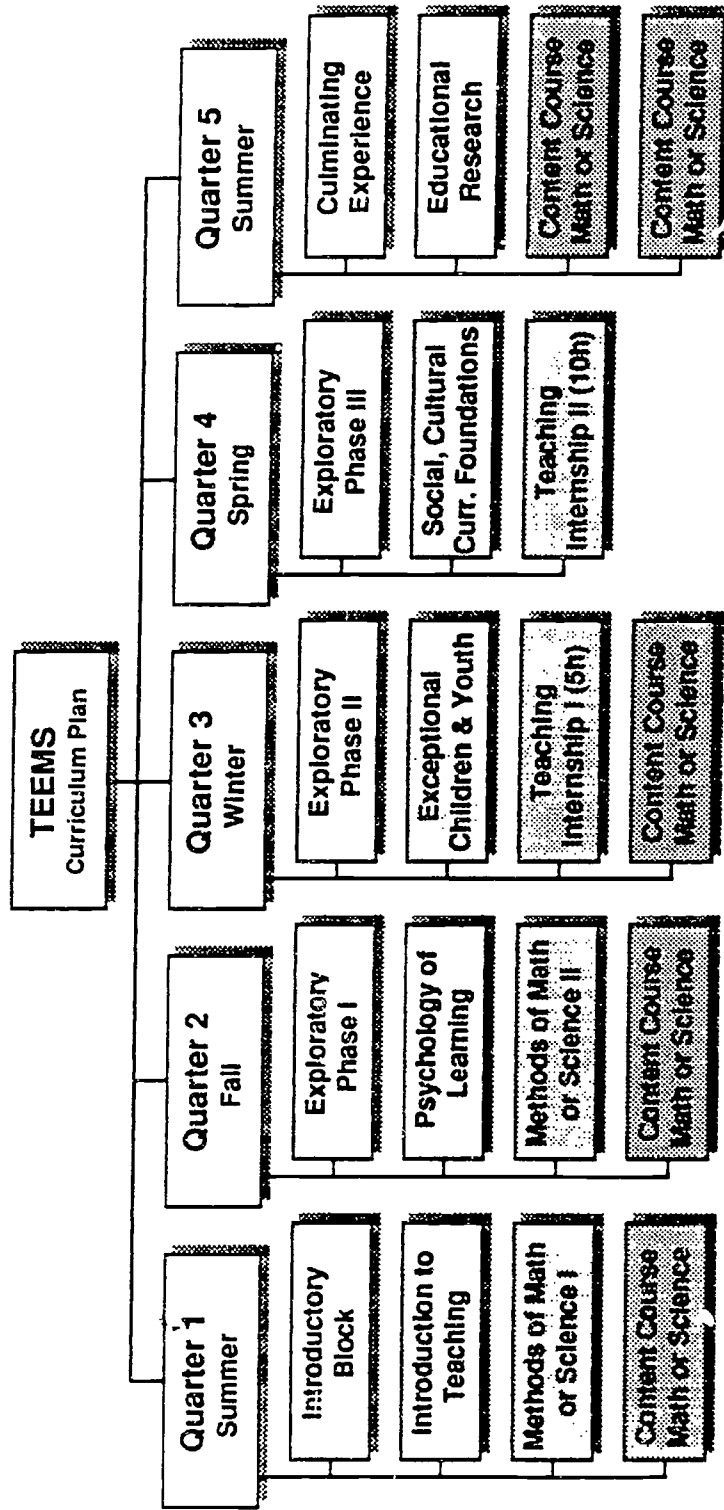 TEEMS
Curriculum Plan
Quarter 1
Summer
Introductory
Block
Introduction to
Teaching
Methods of Math
or Science I
Content Course
Math or Science
Quarter 2
Fall
Exploratory
Phase I
Psychology of
Learning
Methods of Math
or Science II
Content Course
Math or Science
Quarter 3
Winter
Exploratory
Phase II
Exceptional
Children & Youth
Teaching
Internship I (5h)
Content Course
Math or Science
Quarter 4
Spring
Exploratory
Phase III
Social, Cultural
Curr. Foundations
Teaching
Internship II (10h)
Quarter 5
Summer
Culminating
Experience
Educational
Research
Content Course
Math or Science
Content Course
Math or Science